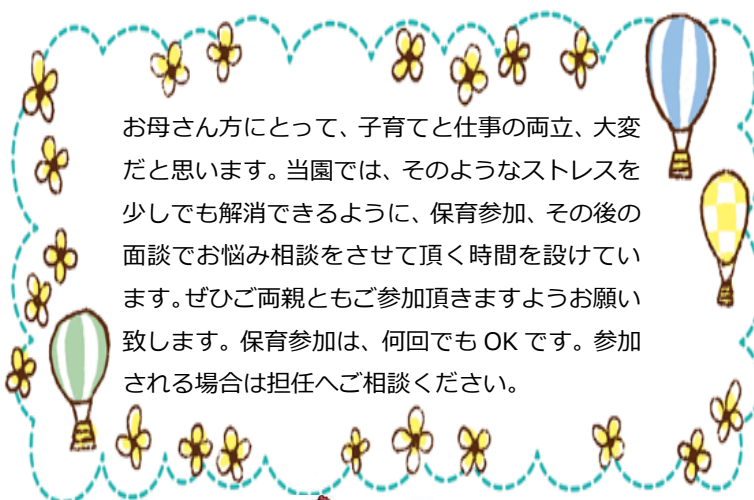 お母さん方にとって、子育てと仕事の両立、大変
だと思います。当園では、そのようなストレスを
少しでも解消できるように、保育参加、その後の
面談でお悩み相談をさせて頂く時間を設けてい
ます。ぜひご両親ともご参加頂きますようお願い
致します。保育参加は、何回でも OK です。参加
される場合は担任へご相談ください。